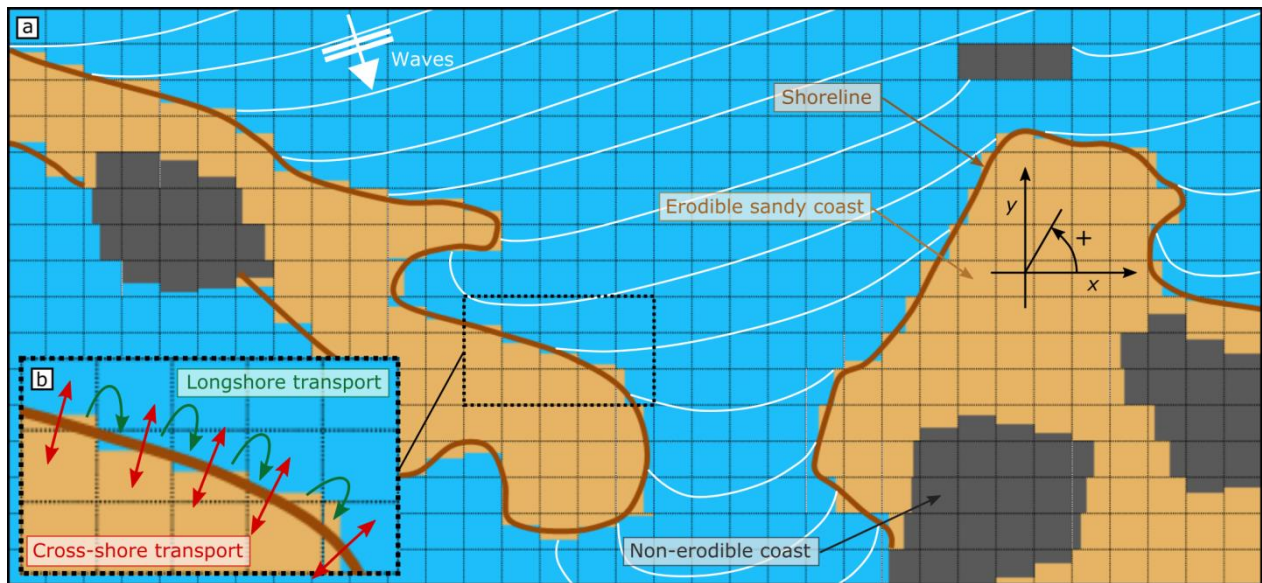 a
Waves
Shoreline
Erodible sandy coast
y
+
x
b
Longshore transport
Cross-shore transport
Non-erodible coast